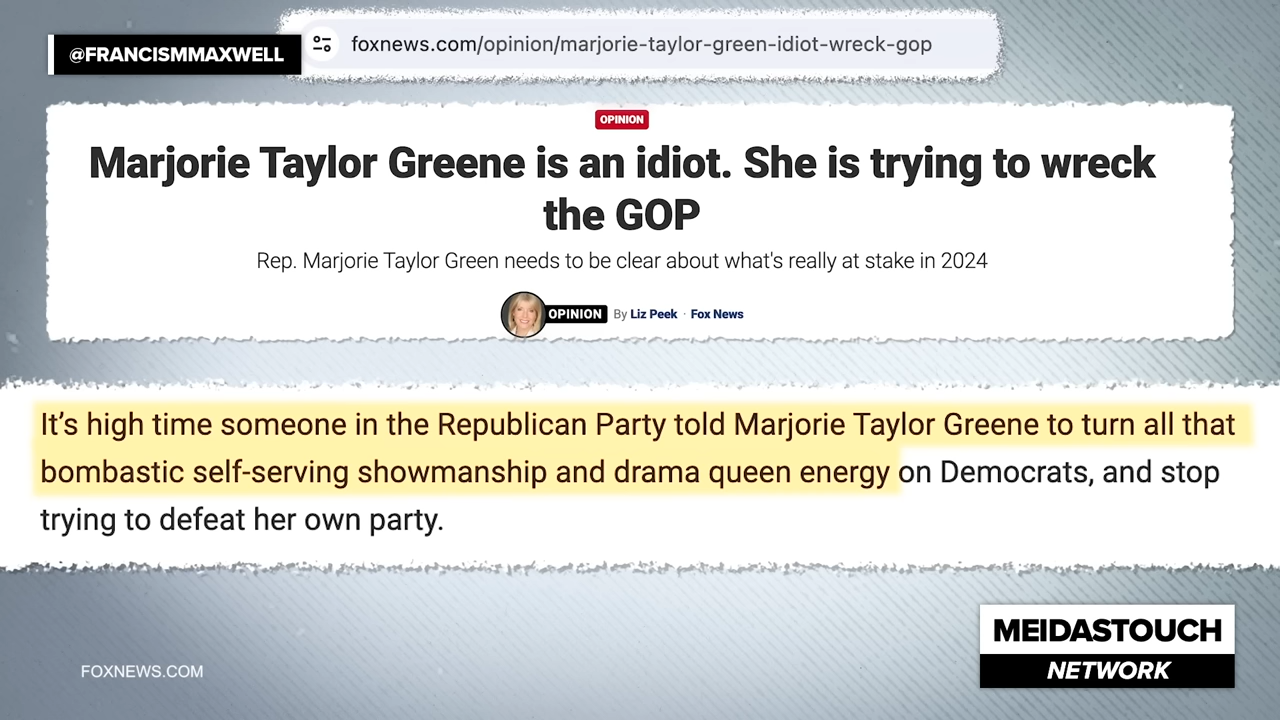 @FRANCISMMAXWELL
foxnews.com/opinion/marjorie-taylor-green-idiot-wreck-gop
OPINION
Marjorie Taylor Greene is an idiot. She is trying to wreck
the GOP
Rep. Marjorie Taylor Green needs to be clear about what's really at stake in 2024
OPINION By Liz Peek · Fox News
It’s high time someone in the Republican Party told Marjorie Taylor Greene to turn all that
bombastic self-serving showmanship and drama queen energy on Democrats, and stop
trying to defeat her own party.
MEIDASTOUCH
NETWORK
FOXNEWS.COM